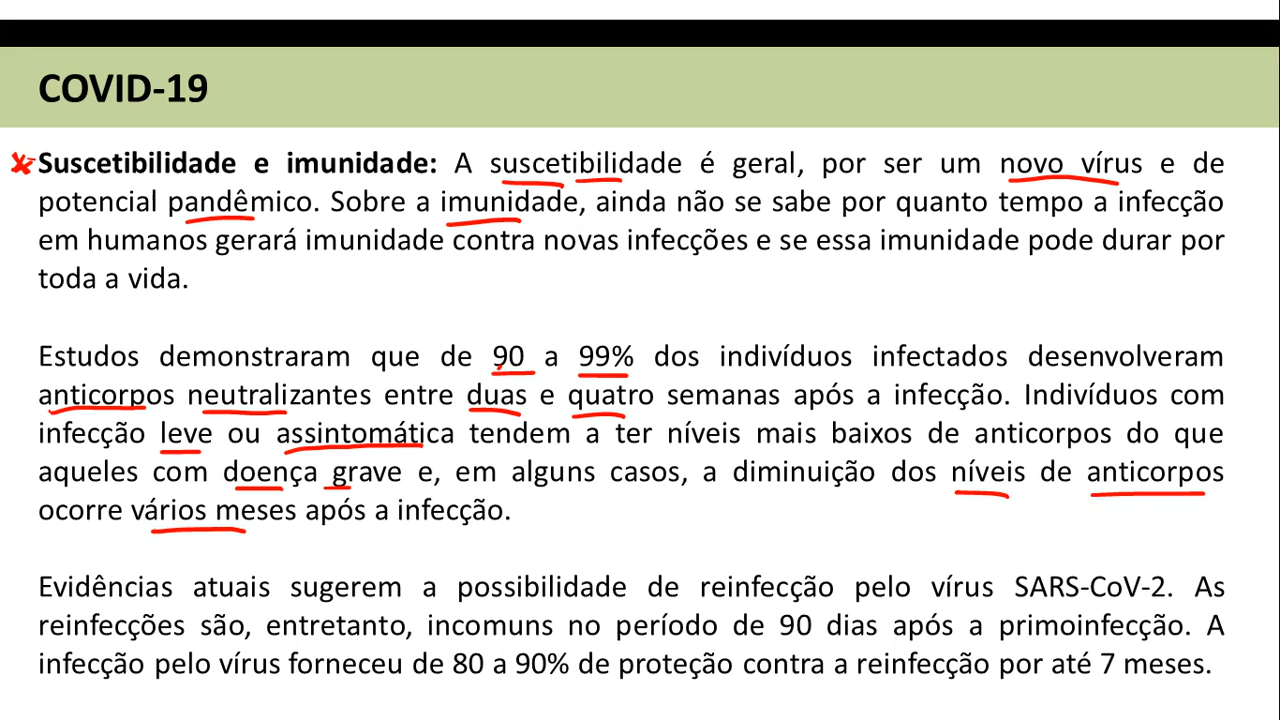 COVID-19
Suscetibilidade e imunidade: A suscetibilidade é geral, por ser um novo vírus e de
potencial pandêmico. Sobre a imunidade, ainda não se sabe por quanto tempo a infecção
em humanos gerará imunidade contra novas infecções e se essa imunidade pode durar por
toda a vida.
Estudos demonstraram que de 90 a 99% dos indivíduos infectados desenvolveram
anticorpos neutralizantes entre duas e quatro semanas após a infecção. Indivíduos com
infecção leve ou assintomática tendem a ter níveis mais baixos de anticorpos do que
aqueles com doença grave e, em alguns casos, a diminuição dos níveis de anticorpos
ocorre vários meses após a infecção.
Evidências atuais sugerem a possibilidade de reinfecção pelo vírus SARS-CoV-2. As
reinfecções são, entretanto, incomuns no período de 90 dias após a primoinfecção. A
infecção pelo vírus forneceu de 80 a 90% de proteção contra a reinfecção por até 7 meses.